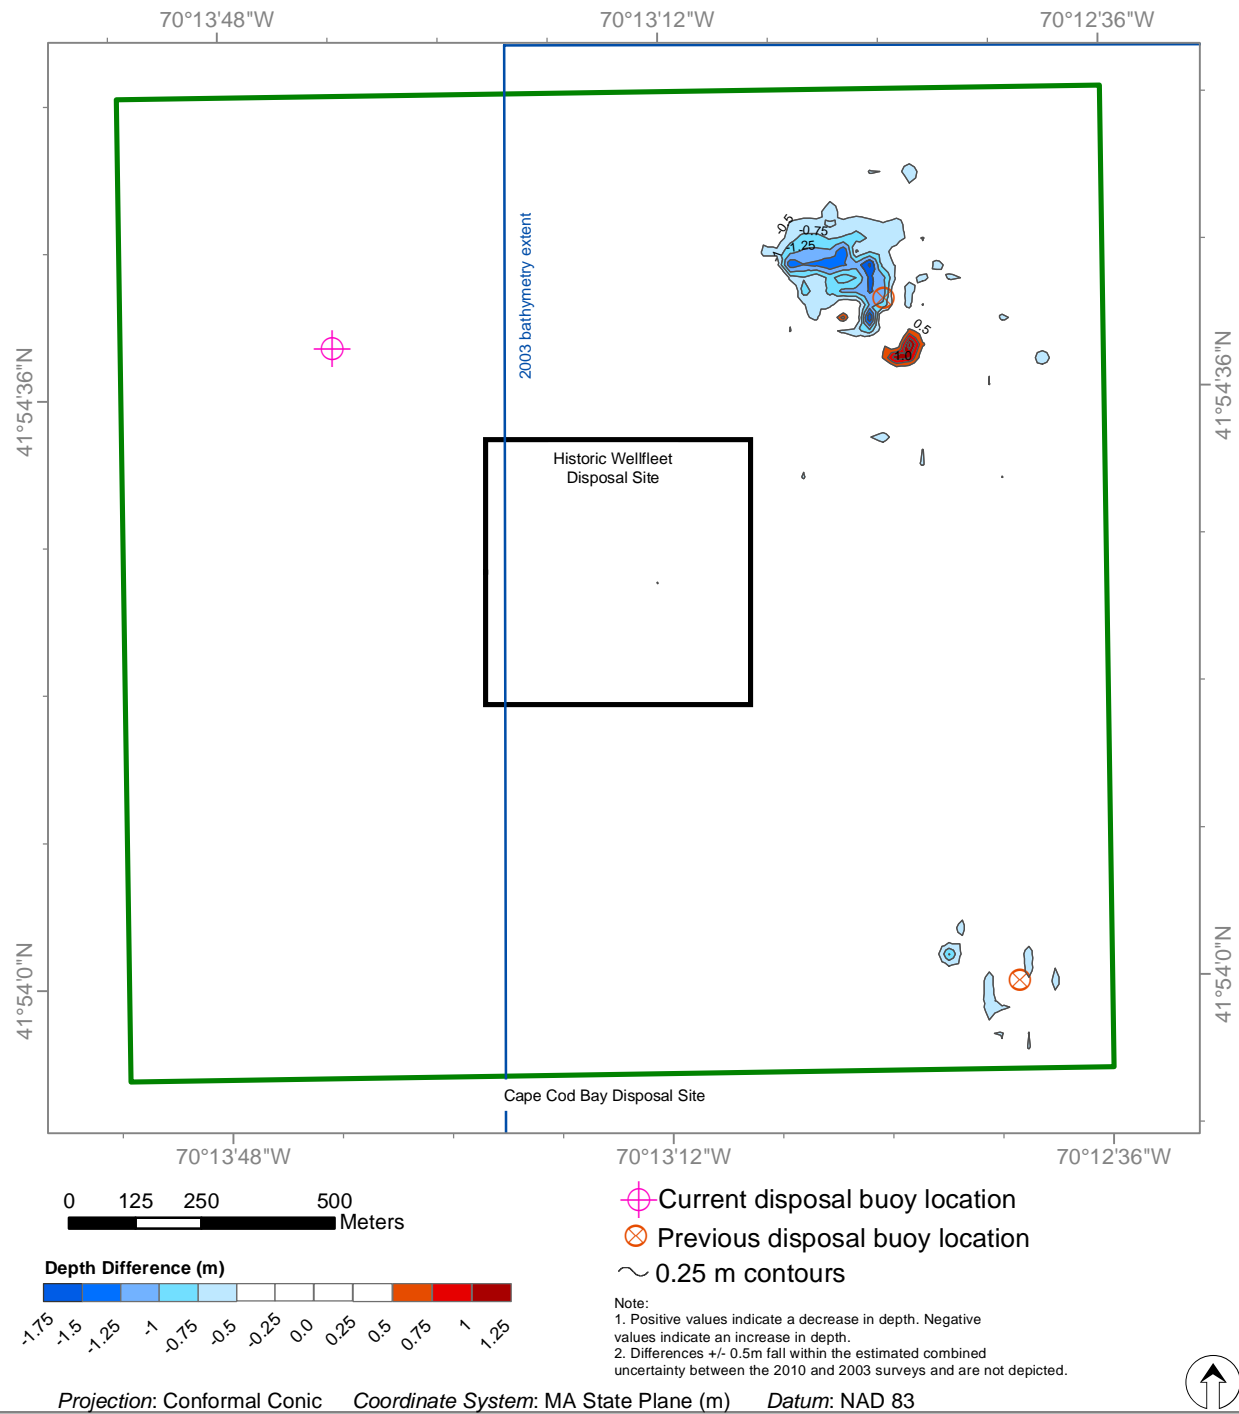 70°13'48"W
70°13'12"W
70°12'36"W
2003 bathymetry extent
-0.5
-0.75
-1.25
0.5
1.0
41°54'36"N
41°54'36"N
Historic Wellfleet
Disposal Site
41°54'0"N
41°54'0"N
Cape Cod Bay Disposal Site
70°13'48"W
70°13'12"W
70°12'36"W
0 125 250 500
Meters
Current disposal buoy location
Previous disposal buoy location
0.25 m contours
Depth Difference (m)
-1.75 -1.5 -1.25 -1 -0.75 -0.5 -0.25 0.0 0.25 0.5 0.75 1 1.25
Note:
1. Positive values indicate a decrease in depth. Negative
values indicate an increase in depth.
2. Differences +/- 0.5m fall within the estimated combined
uncertainty between the 2010 and 2003 surveys and are not depicted.
Projection: Conformal Conic Coordinate System: MA State Plane (m) Datum: NAD 83